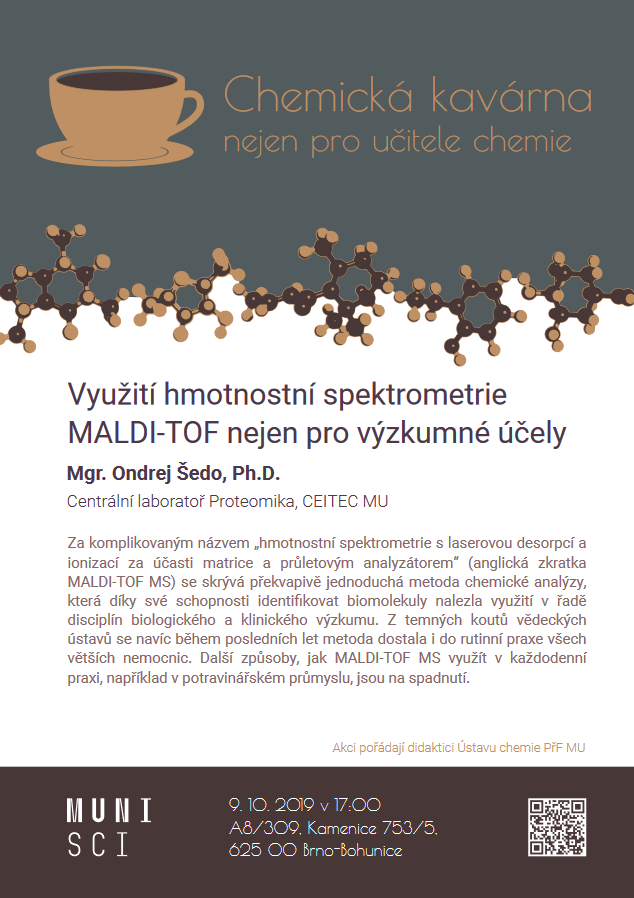 Chemická kavárna
nejen pro učitele chemie
Využití hmotnostní spektrometrie
MALDI-TOF nejen pro výzkumné účely
Mgr. Ondrej Šedo, Ph.D.
Centrální laboratoř Proteomika, CEITEC MU
Za komplikovaným názvem „hmotnostní spektrometrie s laserovou desorpcí a
ionizací za účasti matrice a průletovým analyzátorem“ (anglická zkratka
MALDI-TOF MS) se skrývá překvapivě jednoduchá metoda chemické analýzy,
která díky své schopnosti identifikovat biomolekuly nalezla využití v řadě
disciplín biologického a klinického výzkumu. Z temných koutů vědeckých
ústavů se navíc během posledních let metoda dostala i do rutinní praxe všech
větších nemocnic. Další způsoby, jak MALDI-TOF MS využít v každodenní
praxi, například v potravinářském průmyslu, jsou na spadnutí.
Akci pořádají didaktici Ústavu chemie PřF MU
MUNI
SCI
9. 10. 2019 v 17:00
A8/309, Kamenice 753/5,
625 00 Brno-Bohunice